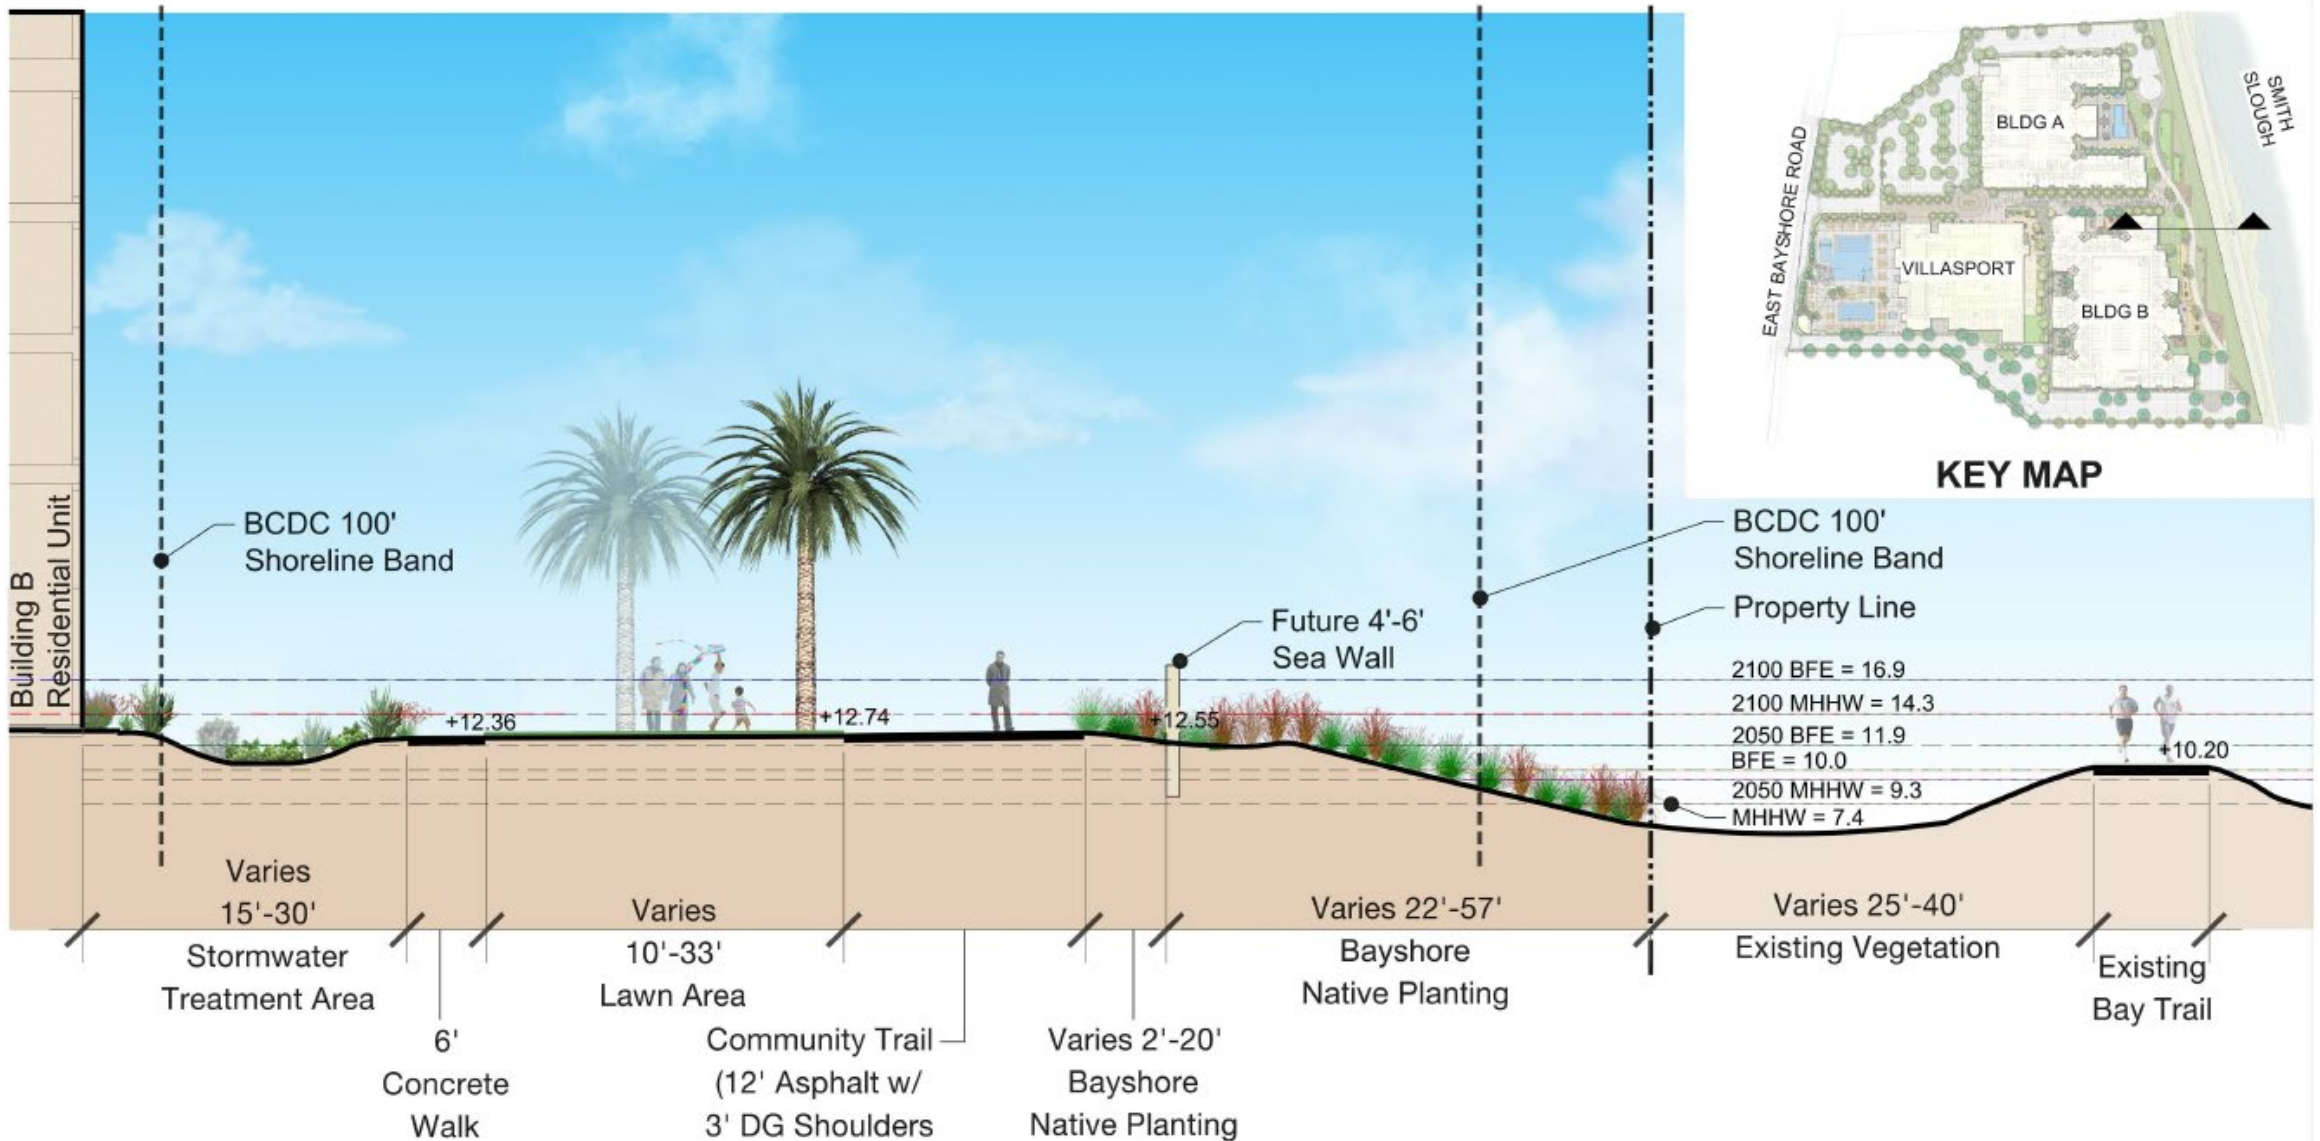 SMITH
SLOUGH
BLDG A
EAST BAYSHORE ROAD
VILLASPORT
BLDG B
KEY MAP
Building B
Residential Unit
BCDC 100'
Shoreline Band
BCDC 100'
Shoreline Band
Property Line
Future 4'-6'
Sea Wall
2100 BFE = 16.9
2100 MHHW = 14.3
2050 BFE = 11.9
BFE = 10.0
2050 MHHW = 9.3
MHHW = 7.4
+12.36
+12.74
+12.55
+10.20
Varies
15'-30'
Stormwater
Treatment Area
6'
Concrete
Walk
Varies
10'-33'
Lawn Area
Community Trail
(12' Asphalt w/
3' DG Shoulders
Varies 2'-20'
Bayshore
Native Planting
Varies 22'-57'
Bayshore
Native Planting
Varies 25'-40'
Existing Vegetation
Existing
Bay Trail